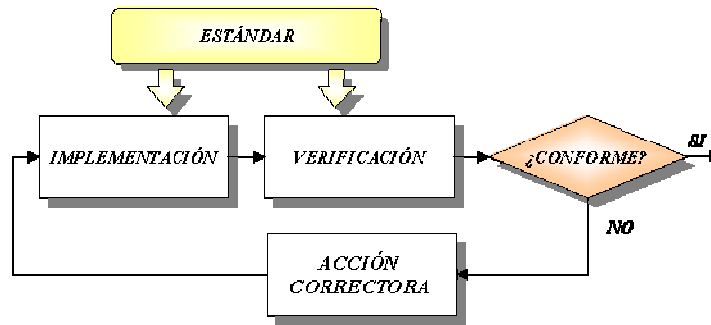 ESTÁNDAR
IMPLEMENTACIÓN
VERIFICACIÓN
¿CONFORME?
SI
NO
ACCIÓN
CORRECTORA